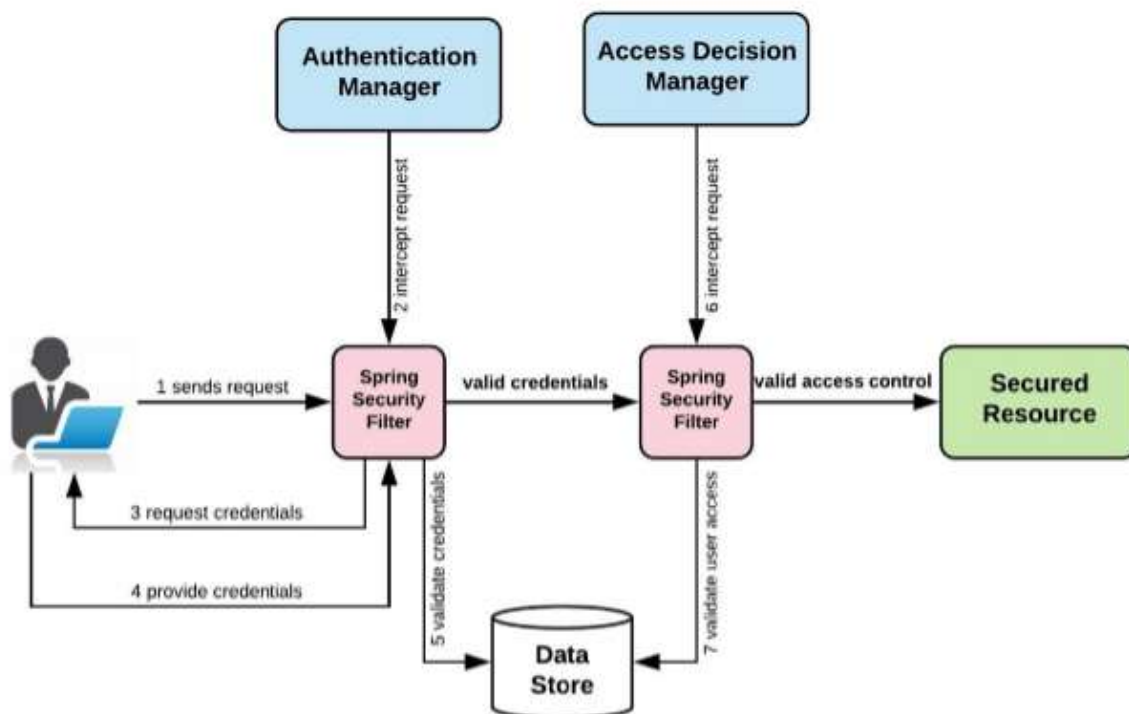 Authentication
Manager
Access Decision
Manager
2 intercept request
6 intercept request
1 sends request
Spring
Security
Filter
valid credentials
Spring
Security
Filter
valid access control
Secured
Resource
3 request credentials
4 provide credentials
5 validate credentials
7 validate user access
Data
Store